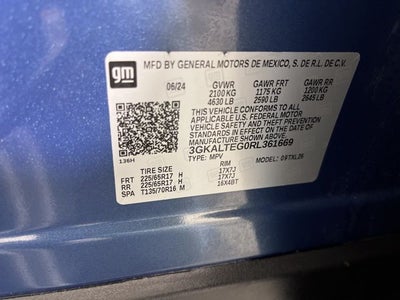 gm
MFD BY GENERAL MOTORS DE MEXICO, S. DE R.L. DE C.V.
06/24 GVWR GAWR FRT GAWR RR
2100 KG 1175 KG 1200 KG
4630 LB 2590 LB 2645 LB
THIS VEHICLE CONFORMS TO ALL
APPLICABLE U.S. FEDERAL MOTOR
VEHICLE SAFETY AND THEFT PREVENTION
STANDARDS IN EFFECT ON THE DATE OF
MANUFACTURE SHOWN ABOVE.
3GKALTEG0RL361669
TYPE: MPV MODEL: 09TXL26
136H
TIRE SIZE RIM
FRT 225/65R17 H 17X7J
RR 225/65R17 H 17X7J
SPA T135/70R16 M 16X4BT